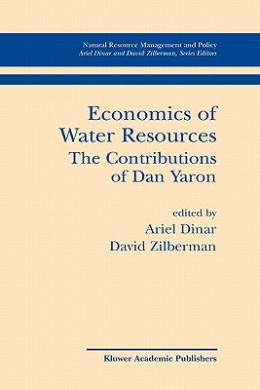 Natural Resource Management and Policy
Ariel Dinar and David Zilberman, Series Editors
Economics of
Water Resources
The Contributions
of Dan Yaron
edited by
Ariel Dinar
David Zilberman
Kluwer Academic Publishers